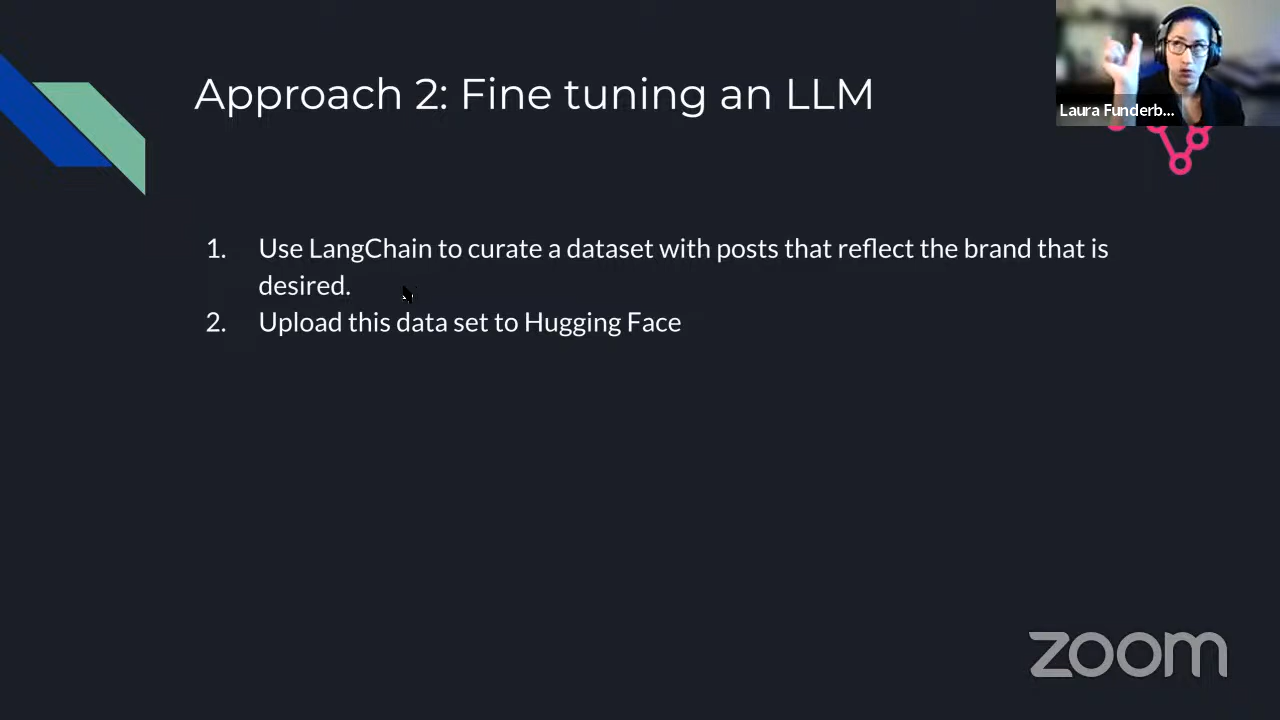 Approach 2: Fine tuning an LLM
Laura Funderb...
1. Use LangChain to curate a dataset with posts that reflect the brand that is
desired.
2. Upload this data set to Hugging Face
zoom